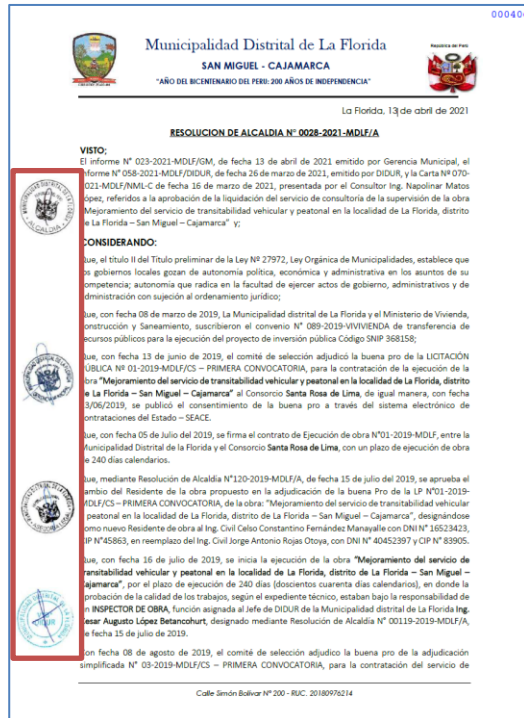 00040
Municipalidad Distrital de La Florida
SAN MIGUEL - CAJAMARCA
"AÑO DEL BICENTENARIO DEL PERU: 200 AÑOS DE INDEPENDENCIA"
República del Perú
La Florida, 13 de abril de 2021
RESOLUCION DE ALCALDIA N° 0028-2021-MDLF/A
VISTO;
El informe N° 023-2021-MDLF/GM, de fecha 13 de abril de 2021 emitido por Gerencia Municipal, el
nforme N° 058-2021-MDLF/DIDUR, de fecha 26 de marzo de 2021, emitido por DIDUR, y la Carta Nº 070-
2021-MDLF/NML-C de fecha 16 de marzo de 2021, presentada por el Consultor Ing. Napolinar Matos
ópez, referidos a la aprobación de la liquidación del servicio de consultoría de la supervisión de la obra
Mejoramiento del servicio de transitabilidad vehicular y peatonal en la localidad de La Florida, distrito
e La Florida – San Miguel – Cajamarca" y;
CONSIDERANDO:
ue, el título II del Título preliminar de la Ley Nº 27972, Ley Orgánica de Municipalidades, establece que
os gobiernos locales gozan de autonomía política, económica y administrativa en los asuntos de su
ompetencia; autonomía que radica en la facultad de ejercer actos de gobierno, administrativos y de
dministración con sujeción al ordenamiento jurídico;
ue, con fecha 08 de marzo de 2019, La Municipalidad distrital de La Florida y el Ministerio de Vivienda,
onstrucción y Saneamiento, suscribieron el convenio N° 089-2019-VIVIVIENDA de transferencia de
ecursos públicos para la ejecución del proyecto de inversión pública Código SNIP 368158;
ue, con fecha 13 de junio de 2019, el comité de selección adjudicó la buena pro de la LICITACIÓN
ÚBLICA Nº 01-2019-MDLF/CS – PRIMERA CONVOCATORIA, para la contratación de la ejecución de la
bra "Mejoramiento del servicio de transitabilidad vehicular y peatonal en la localidad de La Florida, distrito
e La Florida – San Miguel – Cajamarca" al Consorcio Santa Rosa de Lima, de igual manera, con fecha
3/06/2019, se publicó el consentimiento de la buena pro a través del sistema electrónico de
ontrataciones del Estado – SEACE.
ue, con fecha 05 de Julio del 2019, se firma el contrato de Ejecución de obra N°01-2019-MDLF, entre la
Municipalidad Distrital de La Florida y el Consorcio Santa Rosa de Lima, con un plazo de ejecución de obra
e 240 días calendarios.
ue, mediante Resolución de Alcaldía N°120-2019-MDLF/A, de fecha 15 de julio del 2019, se aprueba el
ambio del Residente de la obra propuesto en la adjudicación de la buena Pro de la LP N°01-2019-
MDLF/CS – PRIMERA CONVOCATORIA, de la obra: "Mejoramiento del servicio de transitabilidad vehicular
peatonal en la localidad de La Florida, distrito de La Florida – San Miguel – Cajamarca", designándose
omo nuevo Residente de obra al Ing. Civil Celso Constantino Fernández Manayalle con DNI N° 16523423,
IP N°45863, en reemplazo del Ing. Civil Jorge Antonio Rojas Otoya, con DNI N° 40452397 y CIP N° 83905.
ue, con fecha 16 de julio de 2019, se inicia la ejecución de la obra "Mejoramiento del servicio de
ransitabilidad vehicular y peatonal en la localidad de La Florida, distrito de La Florida – San Miguel –
ajamarca", por el plazo de ejecución de 240 días (doscientos cuarenta días calendarios), en donde la
probación de la calidad de los trabajos, según el expediente técnico, estaban bajo la responsabilidad de
n INSPECTOR DE OBRA, función asignada al Jefe de DIDUR de la Municipalidad distrital de La Florida Ing.
esar Augusto López Betancohurt, designado mediante Resolución de Alcaldía N° 00119-2019-MDLF/A,
e fecha 15 de julio de 2019.
on fecha 08 de agosto de 2019, el comité de selección adjudico la buena pro de la adjudicación
implificada N° 03-2019-MDLF/CS – PRIMERA CONVOCATORIA, para la contratación del servicio de
Calle Simón Bolívar N° 200 - RUC. 20180976214